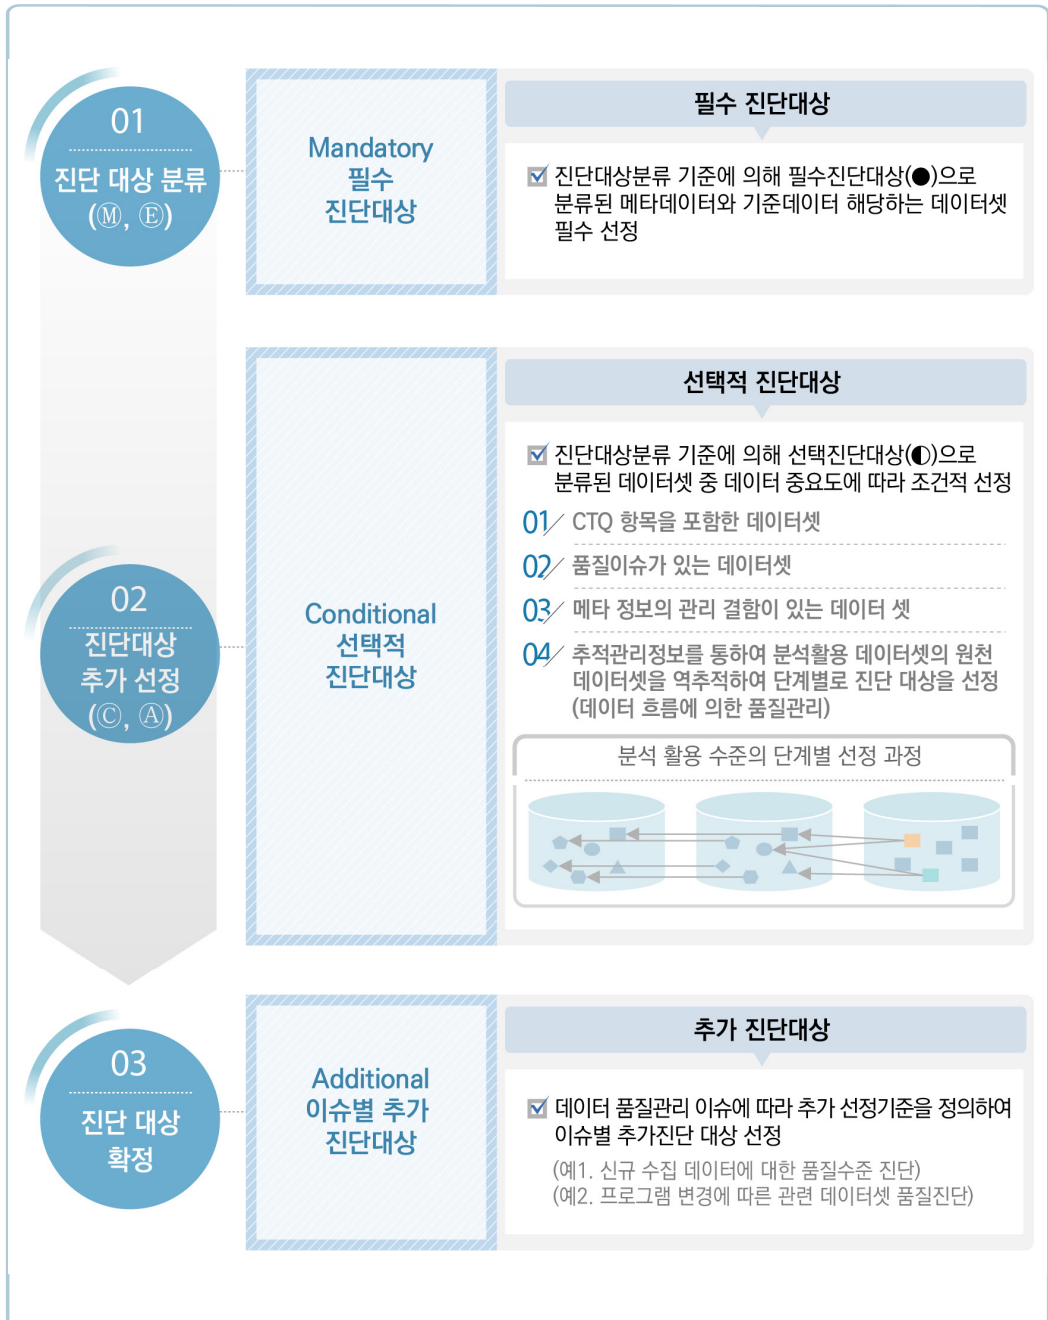 01
진단 대상 분류
(Ⓜ, Ⓔ)
Mandatory
필수
진단대상
필수 진단대상
진단대상분류 기준에 의해 필수진단대상(●)으로
분류된 메타데이터와 기준데이터 해당하는 데이터셋
필수 선정
02
진단대상
추가 선정
(Ⓒ, Ⓐ)
Conditional
선택적
진단대상
선택적 진단대상
진단대상분류 기준에 의해 선택진단대상(◐)으로
분류된 데이터셋 중 데이터 중요도에 따라 조건적 선정
01/ CTQ 항목을 포함한 데이터셋
02/ 품질이슈가 있는 데이터셋
03/ 메타 정보의 관리 결함이 있는 데이터 셋
04/ 추적관리정보를 통하여 분석활용 데이터셋의 원천
데이터셋을 역추적하여 단계별로 진단 대상을 선정
(데이터 흐름에 의한 품질관리)
분석 활용 수준의 단계별 선정 과정
03
진단 대상
확정
Additional
이슈별 추가
진단대상
추가 진단대상
데이터 품질관리 이슈에 따라 추가 선정기준을 정의하여
이슈별 추가진단 대상 선정
(예1. 신규 수집 데이터에 대한 품질수준 진단)
(예2. 프로그램 변경에 따른 관련 데이터셋 품질진단)